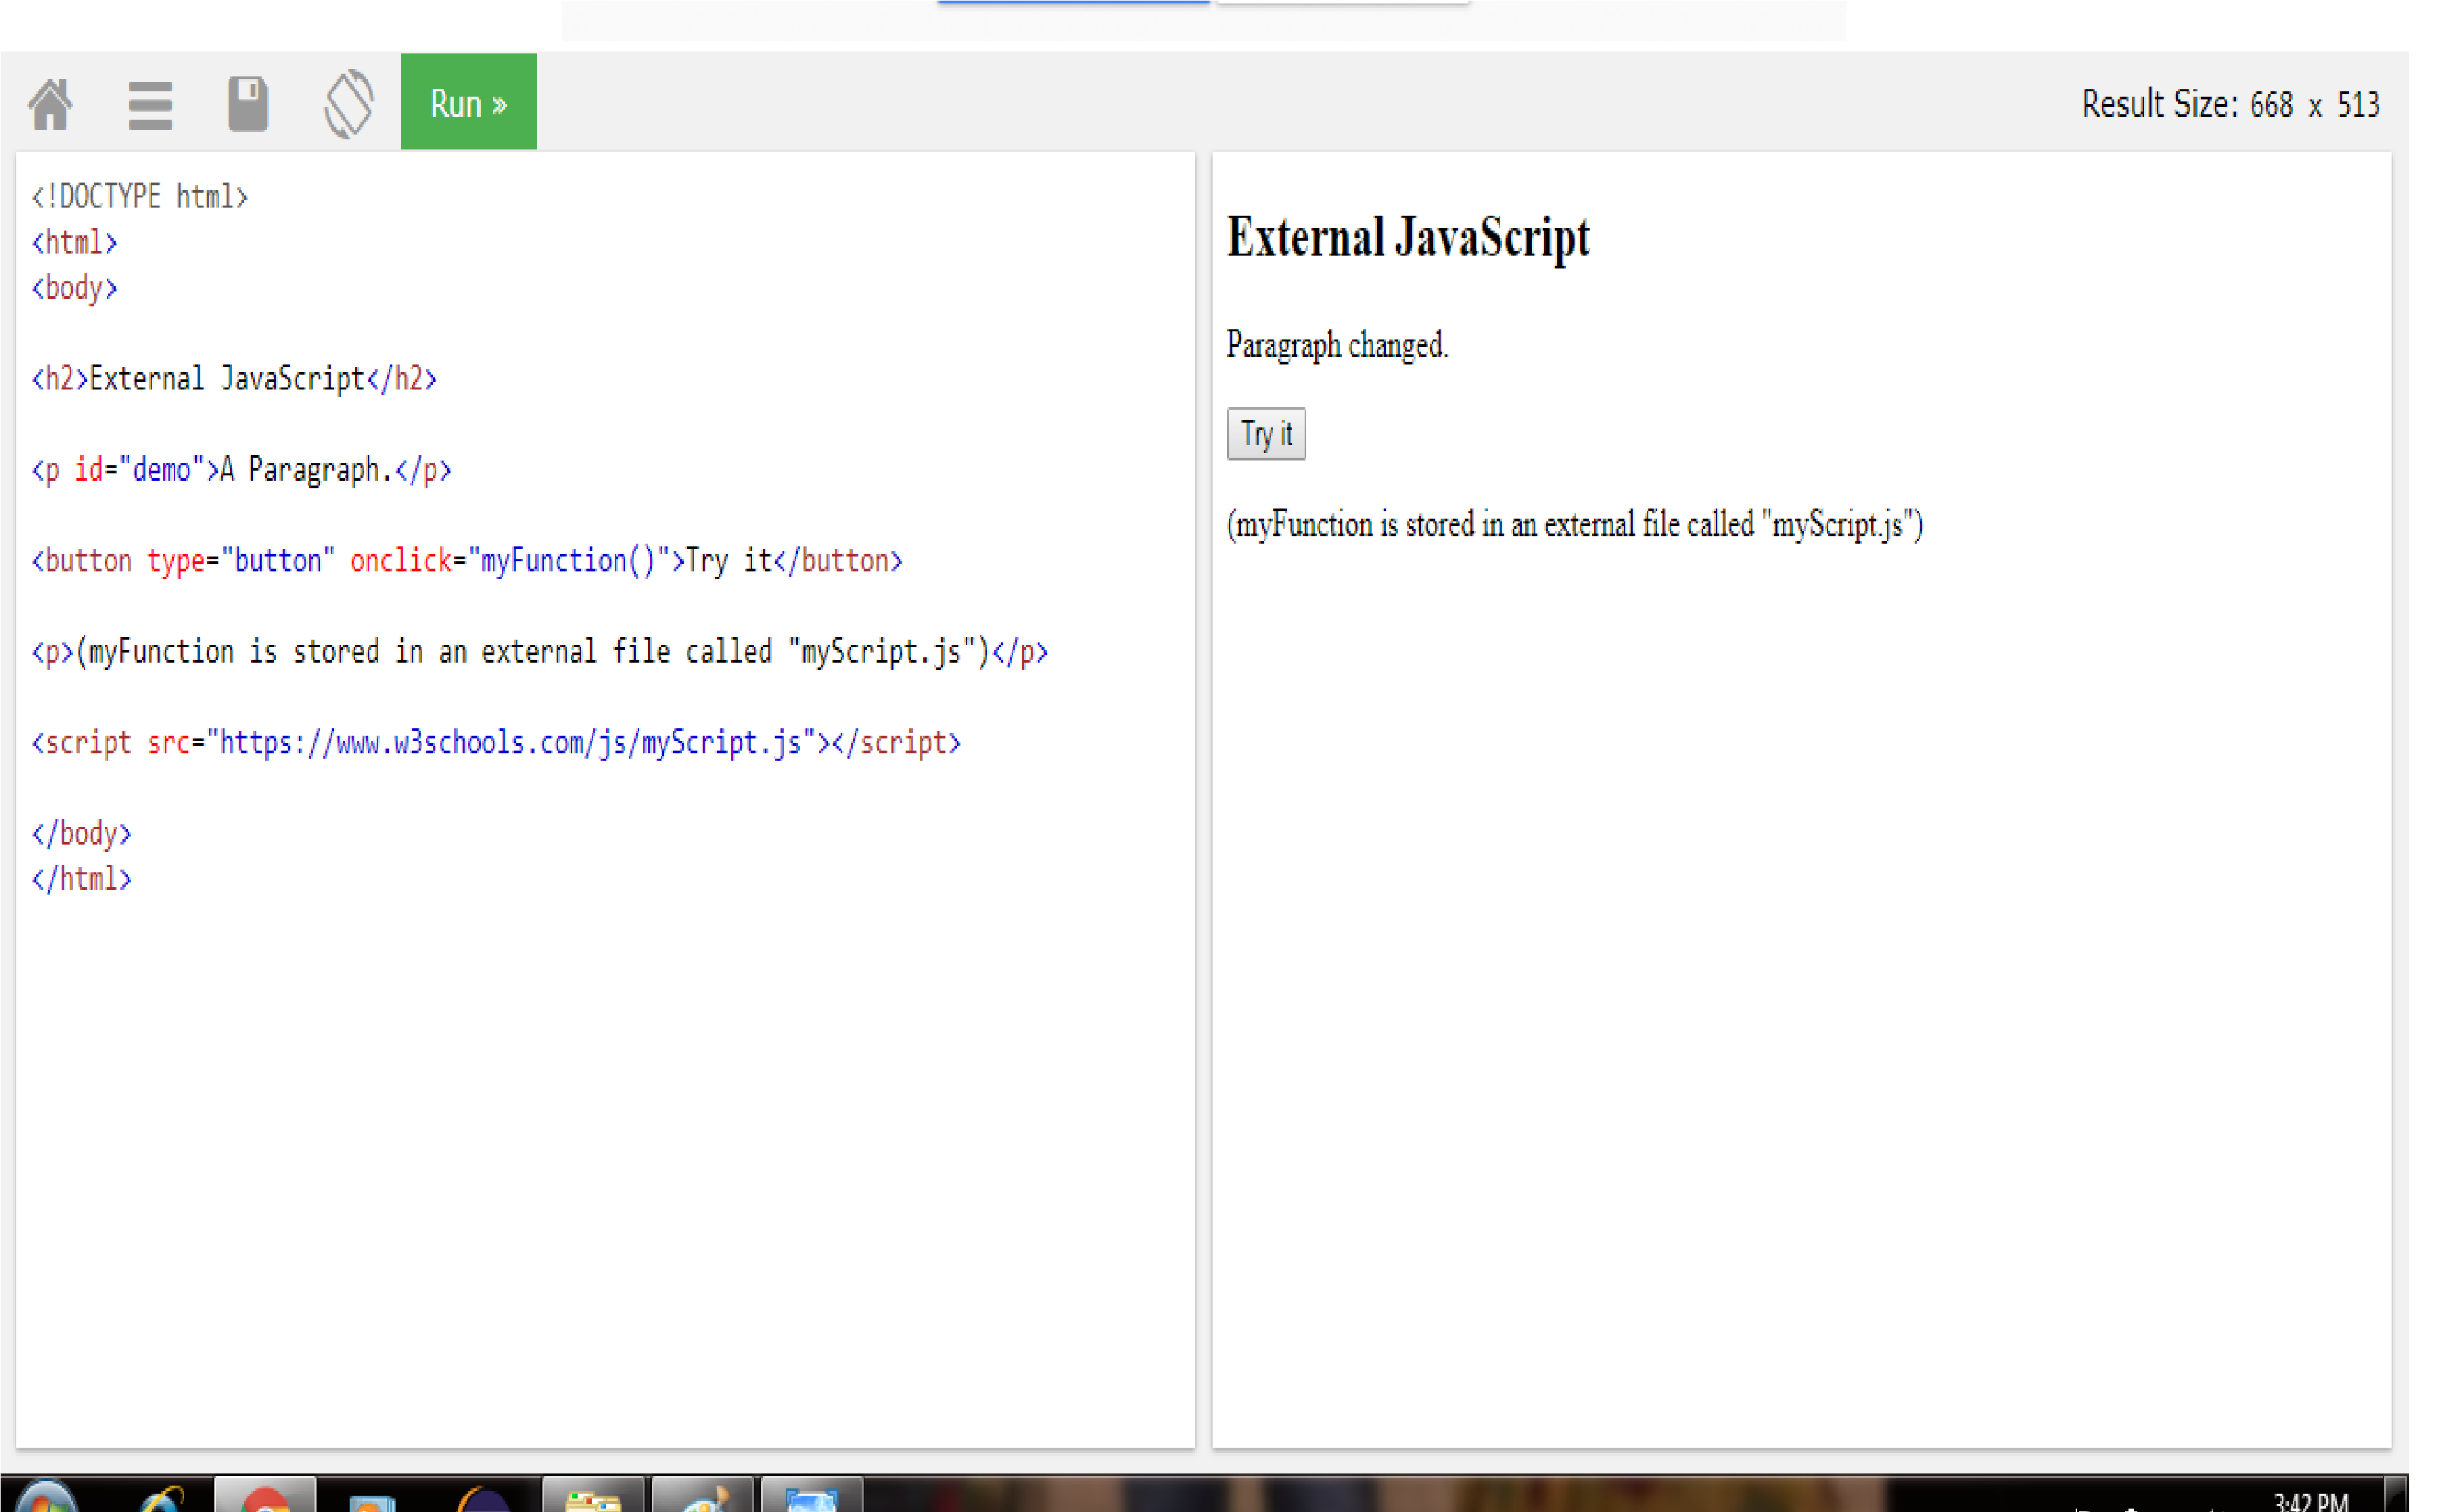 Run »
Result Size: 668 x 513
<!DOCTYPE html>
<html>
<body>
<h2>External JavaScript</h2>
<p id="demo">A Paragraph.</p>
<button type="button" onclick="myFunction()">Try it</button>
<p>(myFunction is stored in an external file called "myScript.js")</p>
<script src="https://www.w3schools.com/js/myScript.js"></script>
</body>
</html>
External JavaScript
Paragraph changed.
Try it
(myFunction is stored in an external file called "myScript.js")
3:42 PM